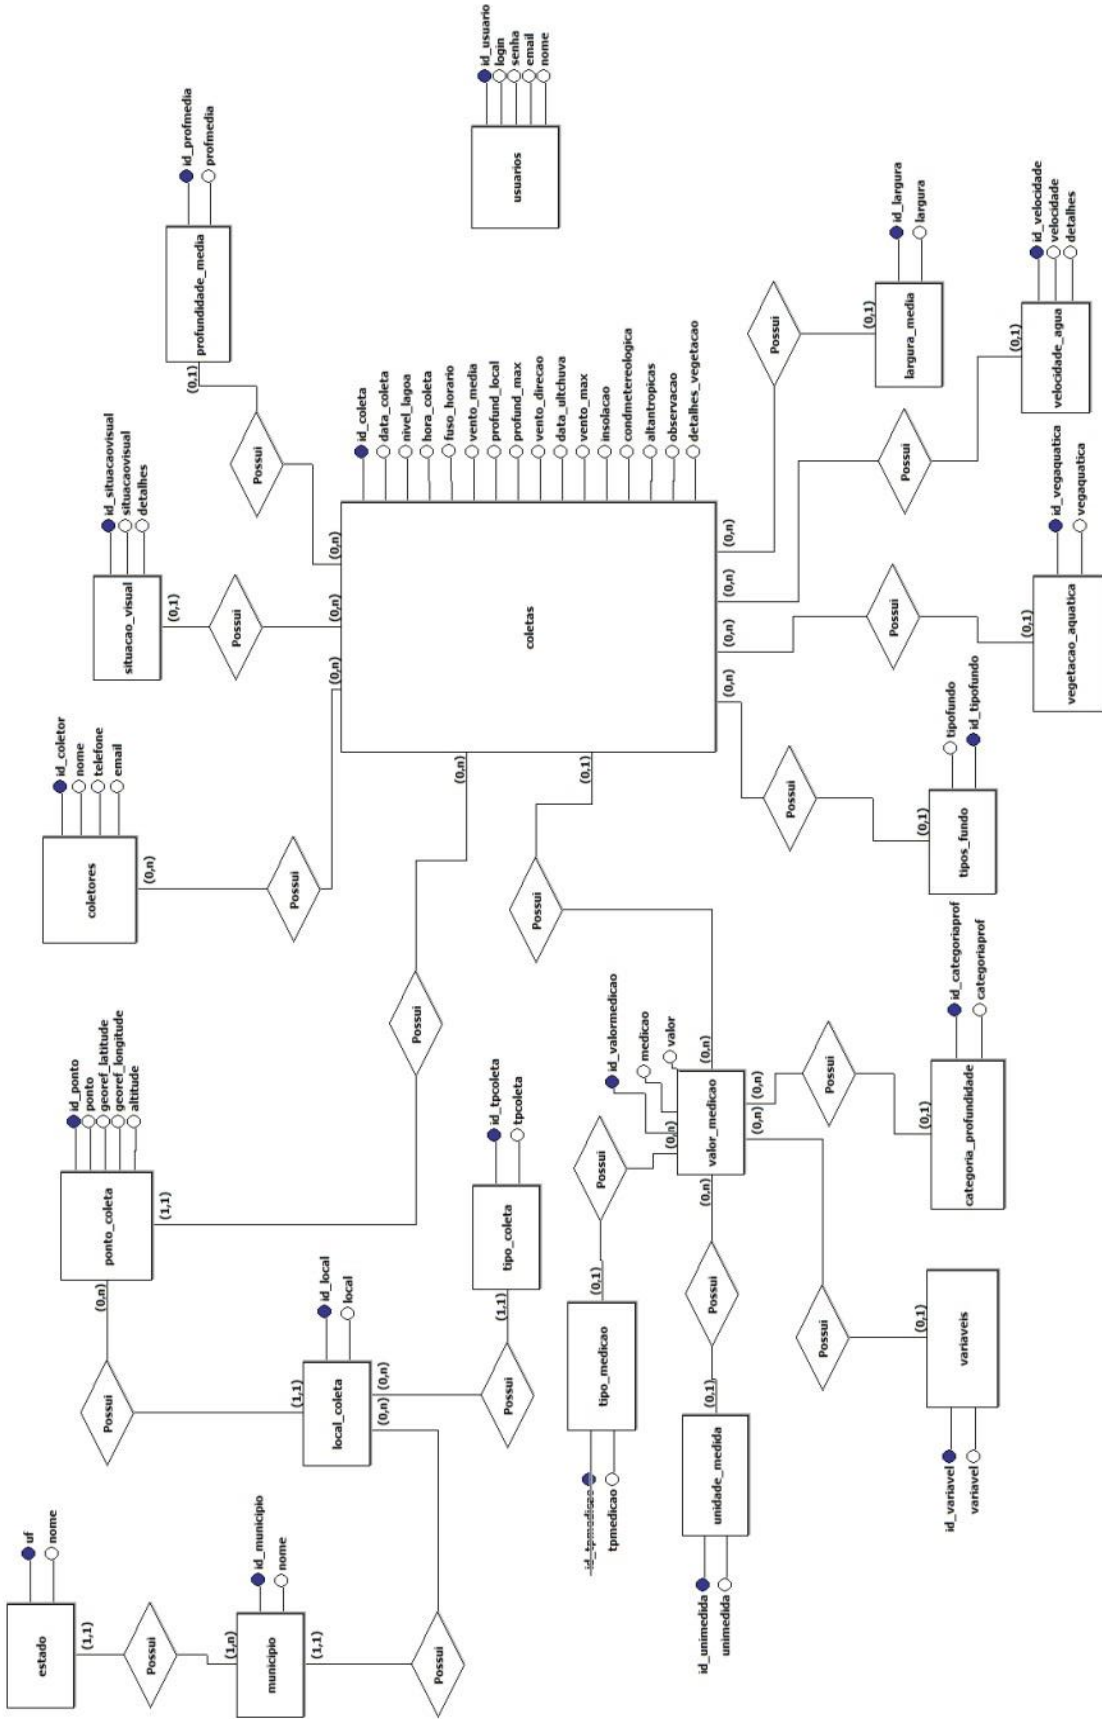 estado
uf
nome
(1,1)
Possui
(1,n)
municipio
id_municipio
nome
(1,1)
Possui
(0,n)
local_coleta
id_local
local
(1,1)
Possui
(0,n)
ponto_coleta
id_ponto
ponto
georef_latitude
georef_longitude
altitude
(1,1)
Possui
(0,n)
(0,n)
Possui
(1,1)
tipo_coleta
id_tpcoleta
tpcoleta
coletores
id_coletor
nome
telefone
email
(0,n)
Possui
(0,n)
situacao_visual
id_situacaovisual
situacaovisual
detalhes
(0,1)
Possui
(0,n)
profundidade_media
id_profmedia
profmedia
(0,1)
Possui
(0,n)
usuarios
id_usuario
login
senha
email
nome
coletas
id_coleta
data_coleta
nivel_lagoa
hora_coleta
fuso_horario
vento_media
profund_local
profund_max
vento_direcao
data_ultchuva
vento_max
insolacao
condmetereologica
altantropicas
observacao
detalhes_vegetacao
(0,n)
Possui
(0,1)
largura_media
id_largura
largura
(0,n)
Possui
(0,1)
velocidade_agua
id_velocidade
velocidade
detalhes
(0,n)
Possui
(0,1)
vegetacao_aquatica
id_vegaquatica
vegaquatica
(0,n)
Possui
(0,1)
tipos_fundo
tipofundo
id_tipofundo
(0,1)
Possui
(0,n)
valor_medicao
id_valormedicao
medicao
valor
(0,n)
Possui
(0,1)
tipo_medicao
id_tpmedicao
tpmedicao
(0,n)
Possui
(0,1)
unidade_medida
id_unimedida
unimedida
(0,n)
Possui
(0,1)
categoria_profundidade
id_categoriaprof
categoriaprof
(0,n)
Possui
(0,1)
variaveis
id_variavel
variavel